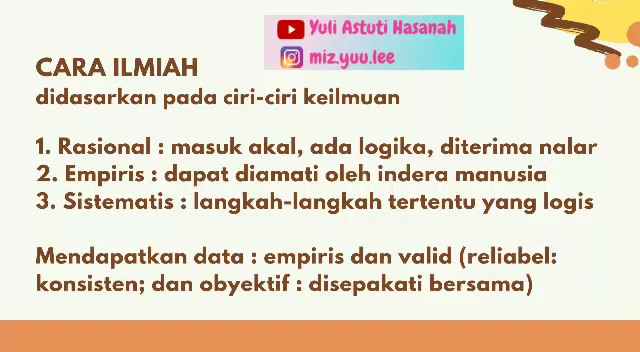 Yuli Astuti Hasanah
miz.yuu.lee
CARA ILMIAH
didasarkan pada ciri-ciri keilmuan
1. Rasional : masuk akal, ada logika, diterima nalar
2. Empiris : dapat diamati oleh indera manusia
3. Sistematis : langkah-langkah tertentu yang logis
Mendapatkan data : empiris dan valid (reliabel:
konsisten; dan obyektif : disepakati bersama)